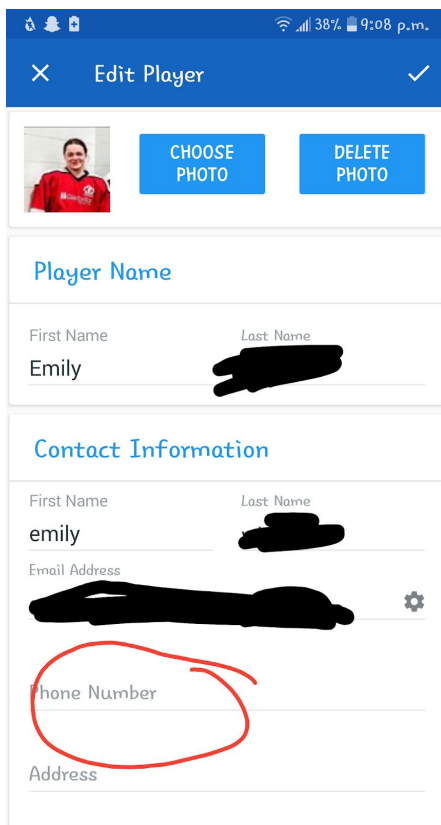 38% 9:08 p.m.
Edit Player
CHOOSE
PHOTO
DELETE
PHOTO
Player Name
First Name
Last Name
Emily
Contact Information
First Name
Last Name
emily
Email Address
Phone Number
Address